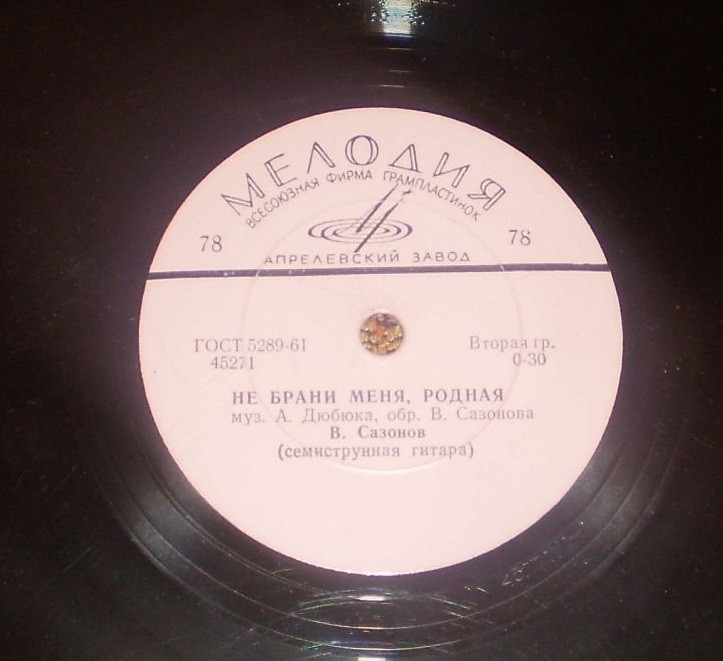 МЕЛОДИЯ
ВСЕСОЮЗНАЯ ФИРМА ГРАМПЛАСТИНОК
78 78
АПРЕЛЕВСКИЙ ЗАВОД
ГОСТ 5289-61 Вторая гр.
45271 0-30
НЕ БРАНИ МЕНЯ, РОДНАЯ
муз. А. Дюбюка, обр. В. Сазонова
В. Сазонов
(семиструнная гитара)